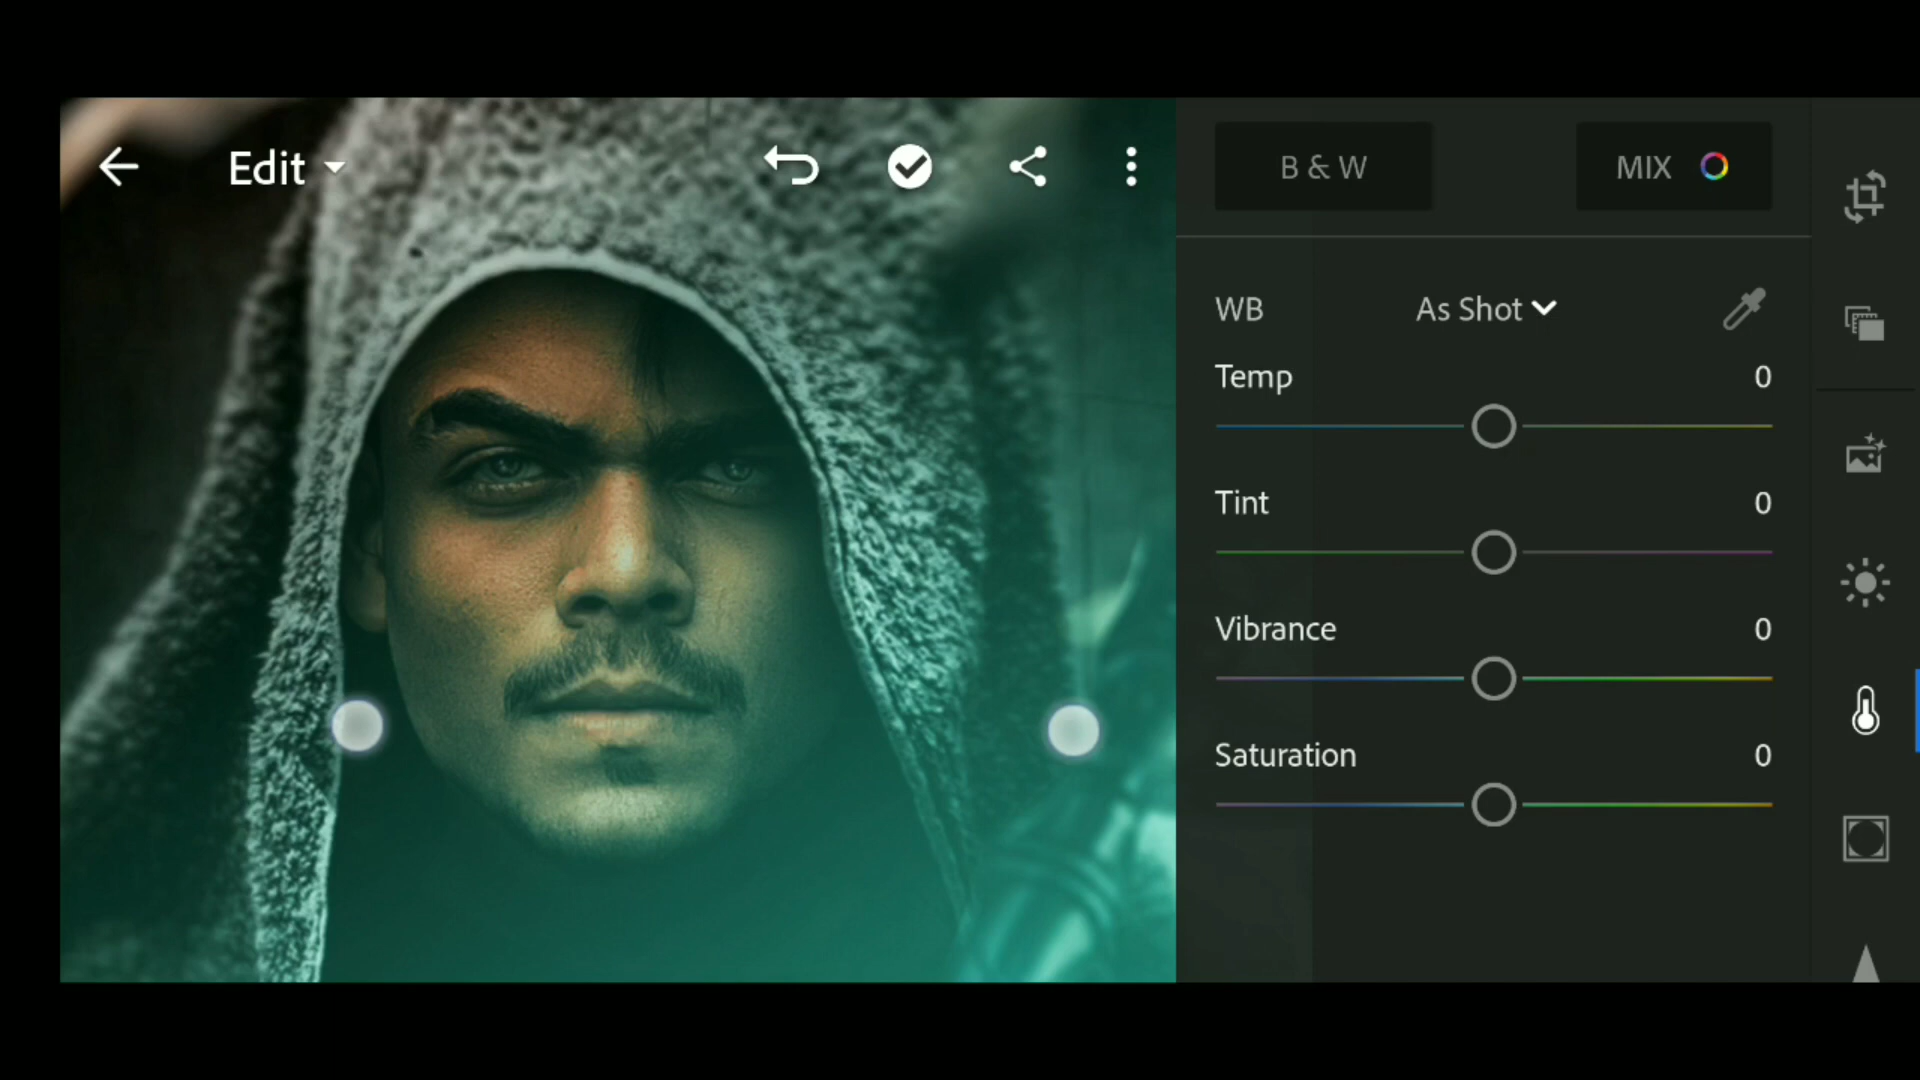 Edit
B & W
MIX
WB As Shot
Temp 0
Tint 0
Vibrance 0
Saturation 0